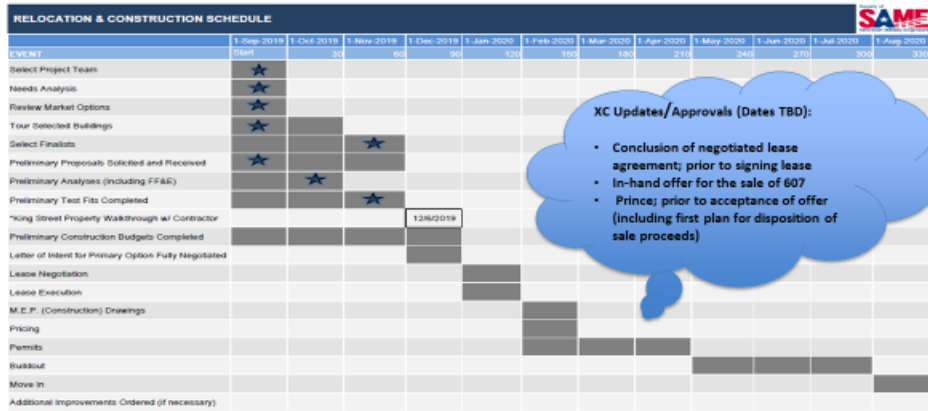 RELOCATION & CONSTRUCTION SCHEDULE
SAME
1-Sep-2019 1-Oct-2019 1-Nov-2019 1-Dec-2019 1-Jan-2020 1-Feb-2020 1-Mar-2020 1-Apr-2020 1-May-2020 1-Jun-2020 1-Jul-2020 1-Aug-2020
EVENT Start 30 60 90 120 150 180 210 240 270 300 330
Select Project Team
Needs Analysis
Review Market Options
Tour Selected Buildings
Select Finalists
Preliminary Proposals Solicited and Received
Preliminary Analyses (Including FF&E)
Preliminary Test Fits Completed
*King Street Property Walkthrough w/ Contractor 12/6/2019
Preliminary Construction Budgets Completed
Letter of Intent for Primary Option Fully Negotiated
Lease Negotiation
Lease Execution
M.E.P. (Construction) Drawings
Pricing
Permits
Buildout
Move In
Additional Improvements Ordered (if necessary)
XC Updates/Approvals (Dates TBD):
• Conclusion of negotiated lease
agreement; prior to signing lease
• In-hand offer for the sale of 607
• Prince; prior to acceptance of offer
(including first plan for disposition of
sale proceeds)